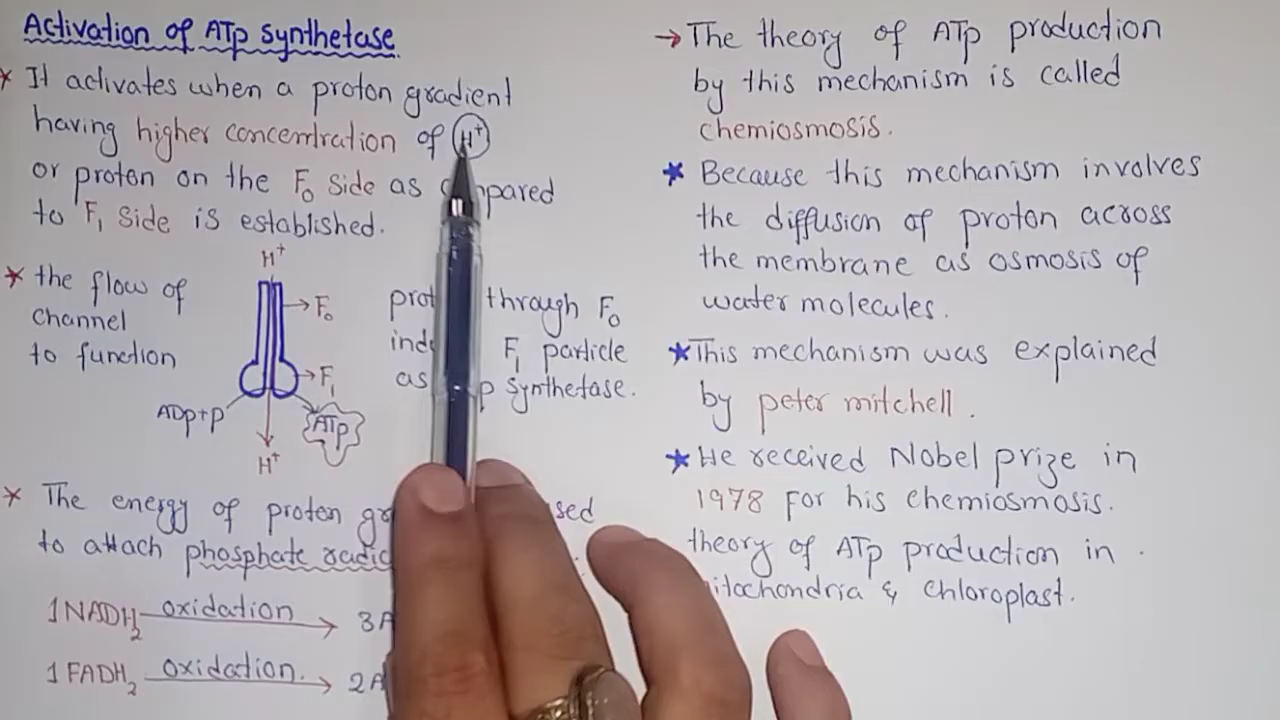 Activation of ATp synthetase.
* It activates when a proton gradient
having higher concentration of H⁺
or proton on the F₀ side as compared
to F₁ side is established.
H⁺
* the flow of
channel
to function
F₀
F₁
ADp+p
ATp
H⁺
through F₀
F₁ particle
as synthetase.
* The energy of proton
to attach phosphate
1NADH₂ oxidation → 3A
1FADH₂ oxidation. → 2A
→ The theory of ATp production
by this mechanism is called
chemiosmosis.
★ Because this mechanism involves
the diffusion of proton across
the membrane as osmosis of
water molecules.
★ This mechanism was explained
by peter mitchell.
★ He received Nobel prize in
1978 for his chemiosmosis.
theory of ATp production in
& chloroplast.